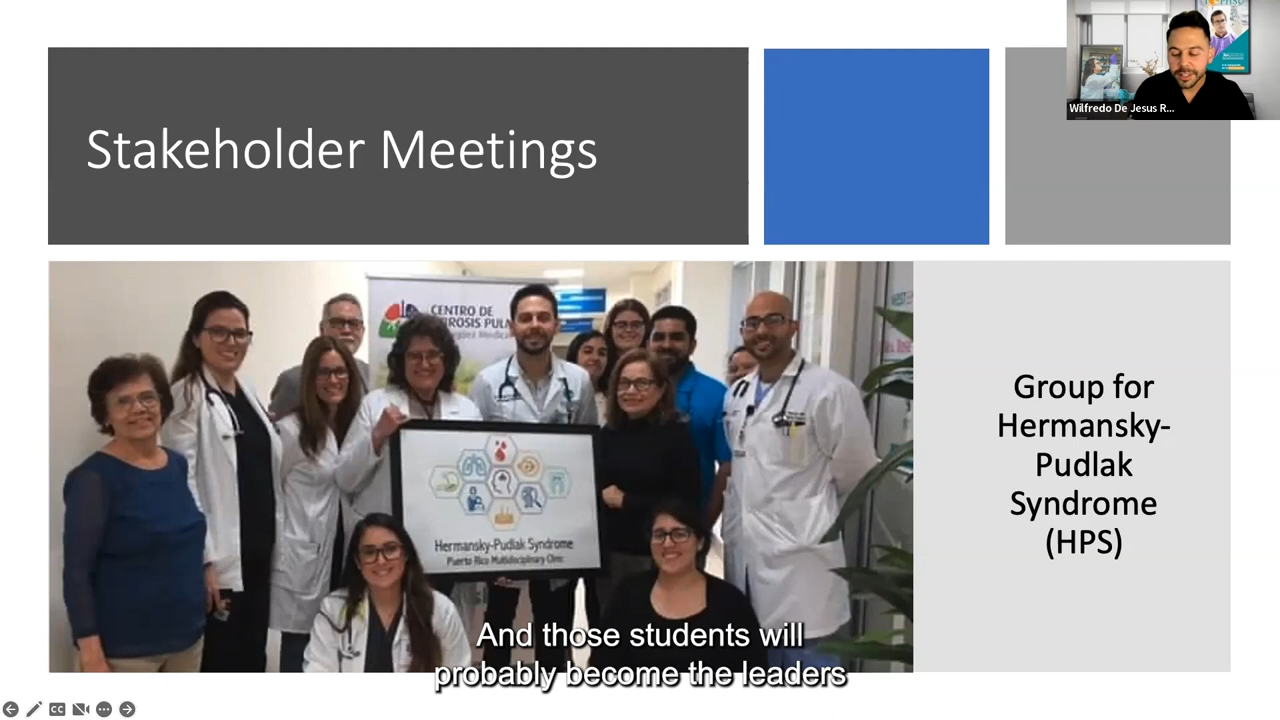 Stakeholder Meetings
Wilfredo De Jesus R...
CENTRO DE
Group for
Hermansky-
Pudlak
Syndrome
(HPS)
Hermansky-Pudlak Syndrome
Puerto Rico Multidisciplinary Clinic
And those students will
probably become the leaders
CC